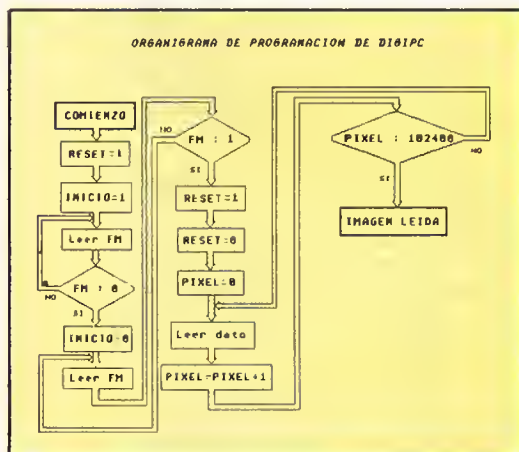 ORGANIGRAMA DE PROGRAMACION DE DIGIPC
COMIENZO
RESET=1
INICIO=1
Leer FM
FM : 0
NO
SI
INICIO=0
Leer FM
NO
FM : 1
SI
RESET=1
RESET=0
PIXEL=0
Leer dato
PIXEL=PIXEL+1
PIXEL : 102400
NO
SI
IMAGEN LEIDA